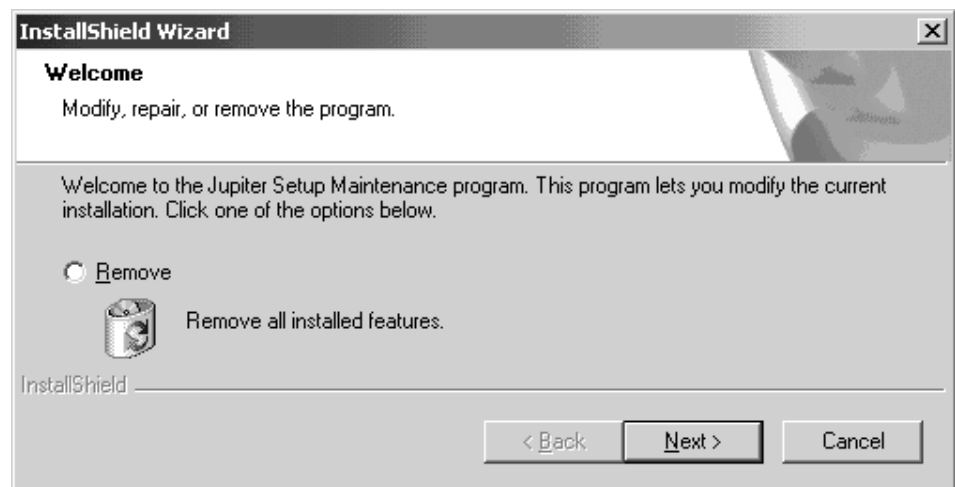 InstallShield Wizard
Welcome
Modify, repair, or remove the program.
Welcome to the Jupiter Setup Maintenance program. This program lets you modify the current
installation. Click one of the options below.
Remove
Remove all installed features.
InstallShield
< Back
Next >
Cancel